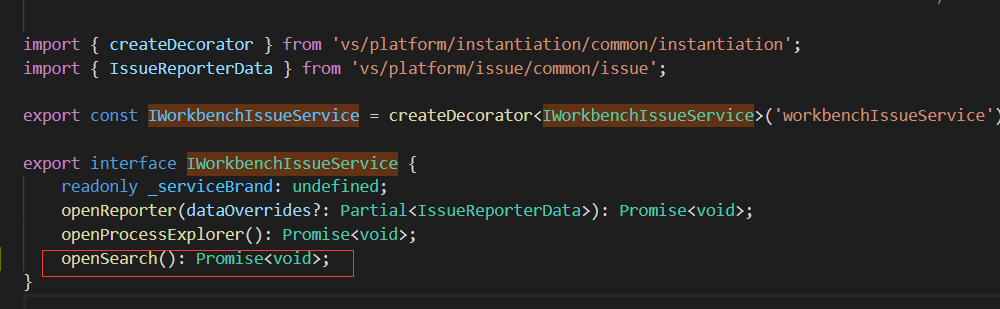 import { createDecorator } from 'vs/platform/instantiation/common/instantiation';
import { IssueReporterData } from 'vs/platform/issue/common/issue';
export const IWorkbenchIssueService = createDecorator<IWorkbenchIssueService>('workbenchIssueService')
export interface IWorkbenchIssueService {
readonly _serviceBrand: undefined;
openReporter(dataOverrides?: Partial<IssueReporterData>): Promise<void>;
openProcessExplorer(): Promise<void>;
openSearch(): Promise<void>;
}